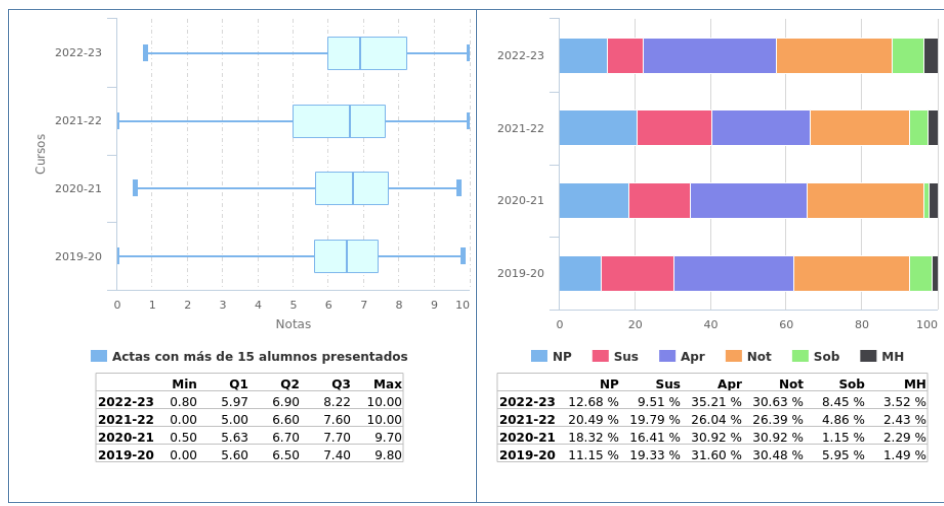 2022-23
2021-22
2020-21
2019-20
Cursos
0 1 2 3 4 5 6 7 8 9 10
Notas
Actas con más de 15 alumnos presentados
Min Q1 Q2 Q3 Max
2022-23 0.80 5.97 6.90 8.22 10.00
2021-22 0.00 5.00 6.60 7.60 10.00
2020-21 0.50 5.63 6.70 7.70 9.70
2019-20 0.00 5.60 6.50 7.40 9.80
2022-23
2021-22
2020-21
2019-20
0 20 40 60 80 100
NP Sus Apr Not Sob MH
NP Sus Apr Not Sob MH
2022-23 12.68 % 9.51 % 35.21 % 30.63 % 8.45 % 3.52 %
2021-22 20.49 % 19.79 % 26.04 % 26.39 % 4.86 % 2.43 %
2020-21 18.32 % 16.41 % 30.92 % 30.92 % 1.15 % 2.29 %
2019-20 11.15 % 19.33 % 31.60 % 30.48 % 5.95 % 1.49 %